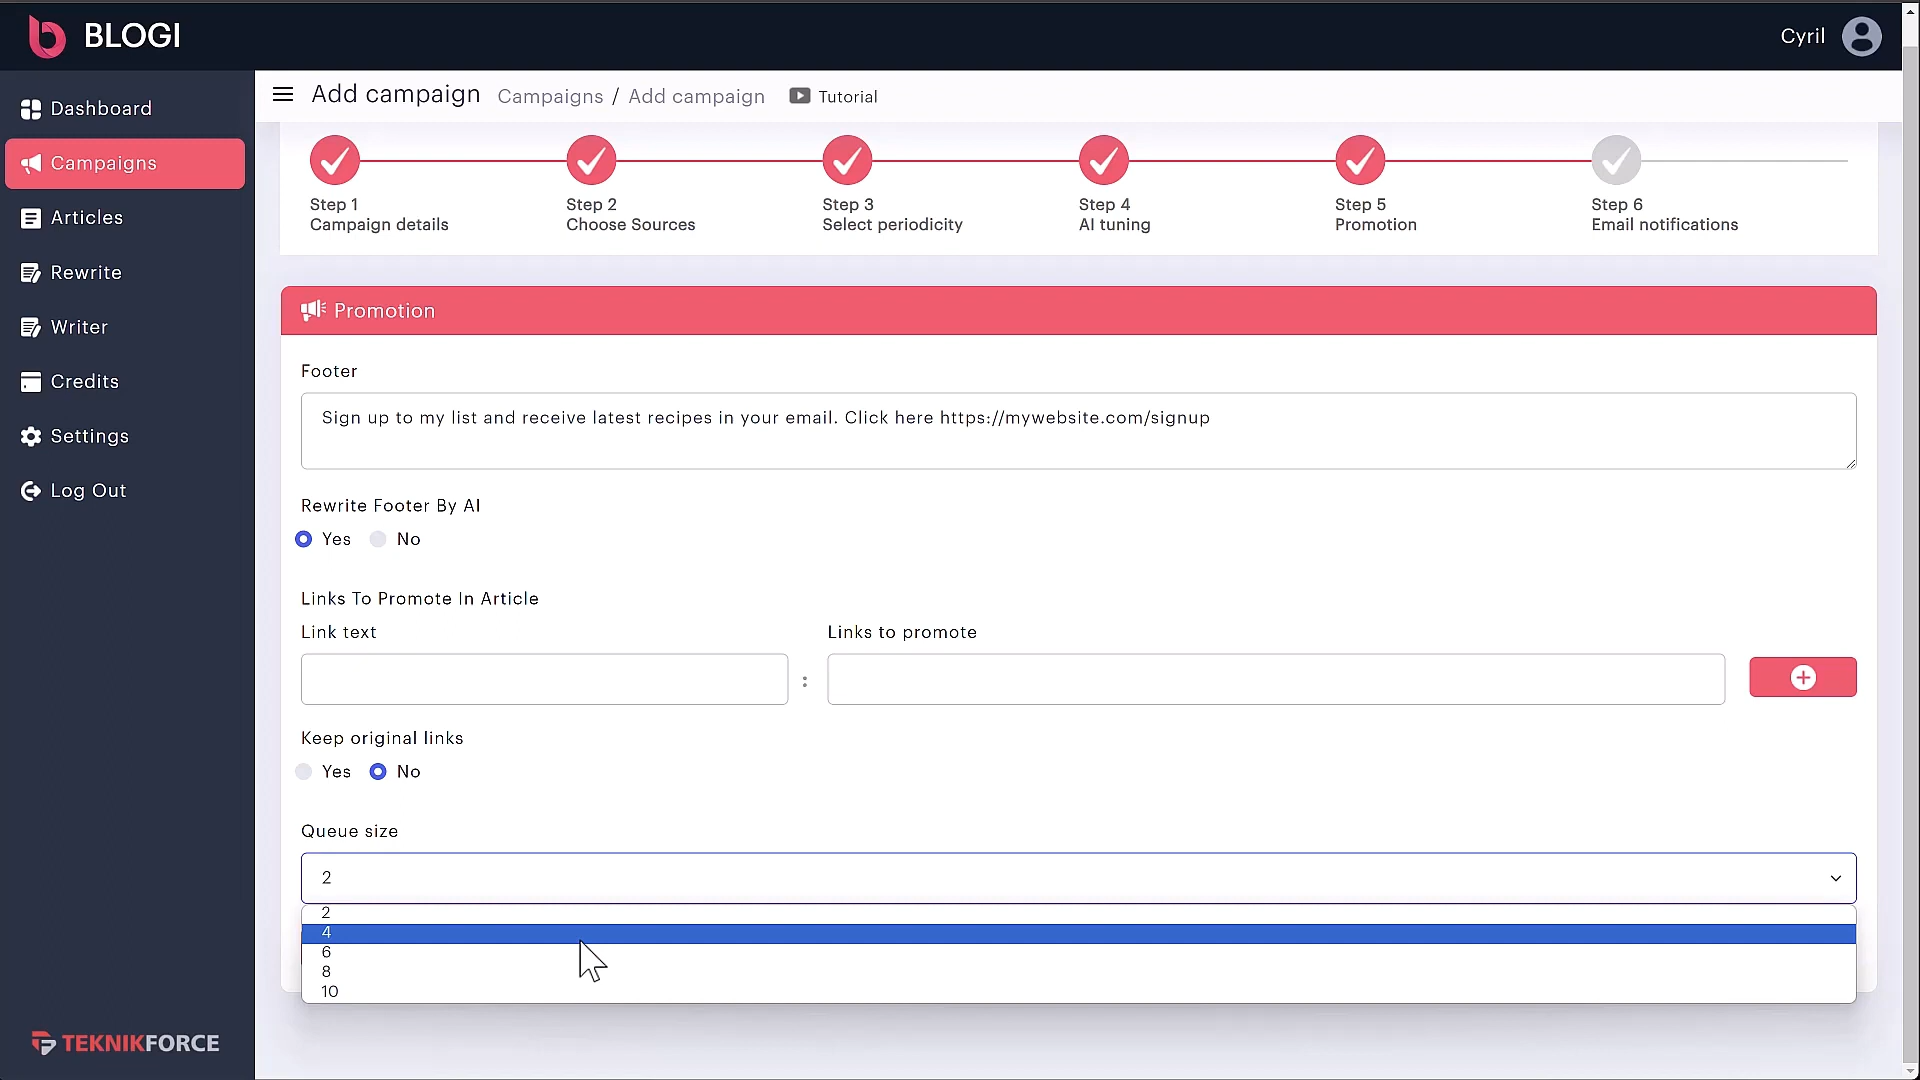 BLOGI
Cyril
Dashboard
Campaigns
Articles
Rewrite
Writer
Credits
Settings
Log Out
TEKNIKFORCE
Add campaign
Campaigns / Add campaign
Tutorial
Step 1
Campaign details
Step 2
Choose Sources
Step 3
Select periodicity
Step 4
AI tuning
Step 5
Promotion
Step 6
Email notifications
Promotion
Footer
Sign up to my list and receive latest recipes in your email. Click here https://mywebsite.com/signup
Rewrite Footer By AI
Yes No
Links To Promote In Article
Link text
Links to promote
:
Keep original links
Yes No
Queue size
2
2
4
6
8
10